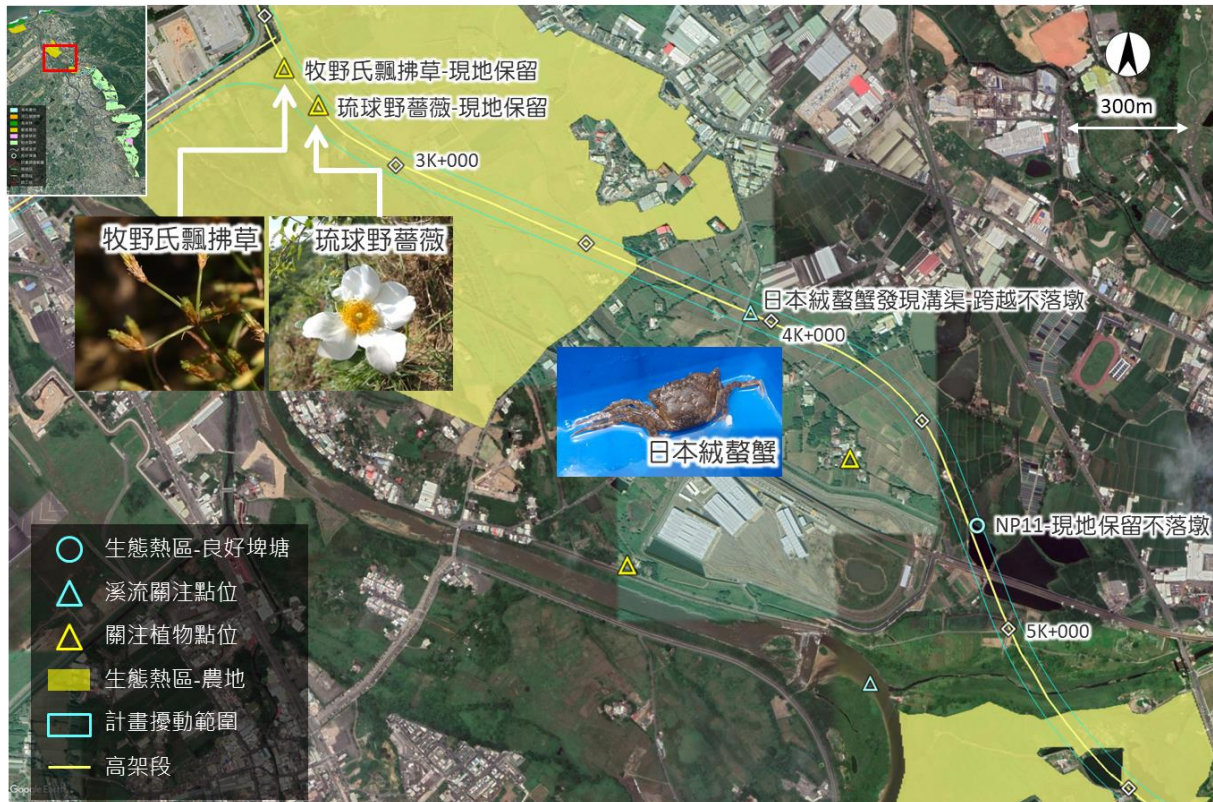 牧野氏飄拂草-現地保留
琉球野薔薇-現地保留
300m
3K+000
牧野氏飄拂草
琉球野薔薇
日本絨螯蟹發現溝渠-跨越不落墩
4K+000
日本絨螯蟹
NP11-現地保留不落墩
5K+000
生態熱區-良好埤塘
溪流關注點位
關注植物點位
生態熱區-農地
計畫擾動範圍
高架段
Google Earth